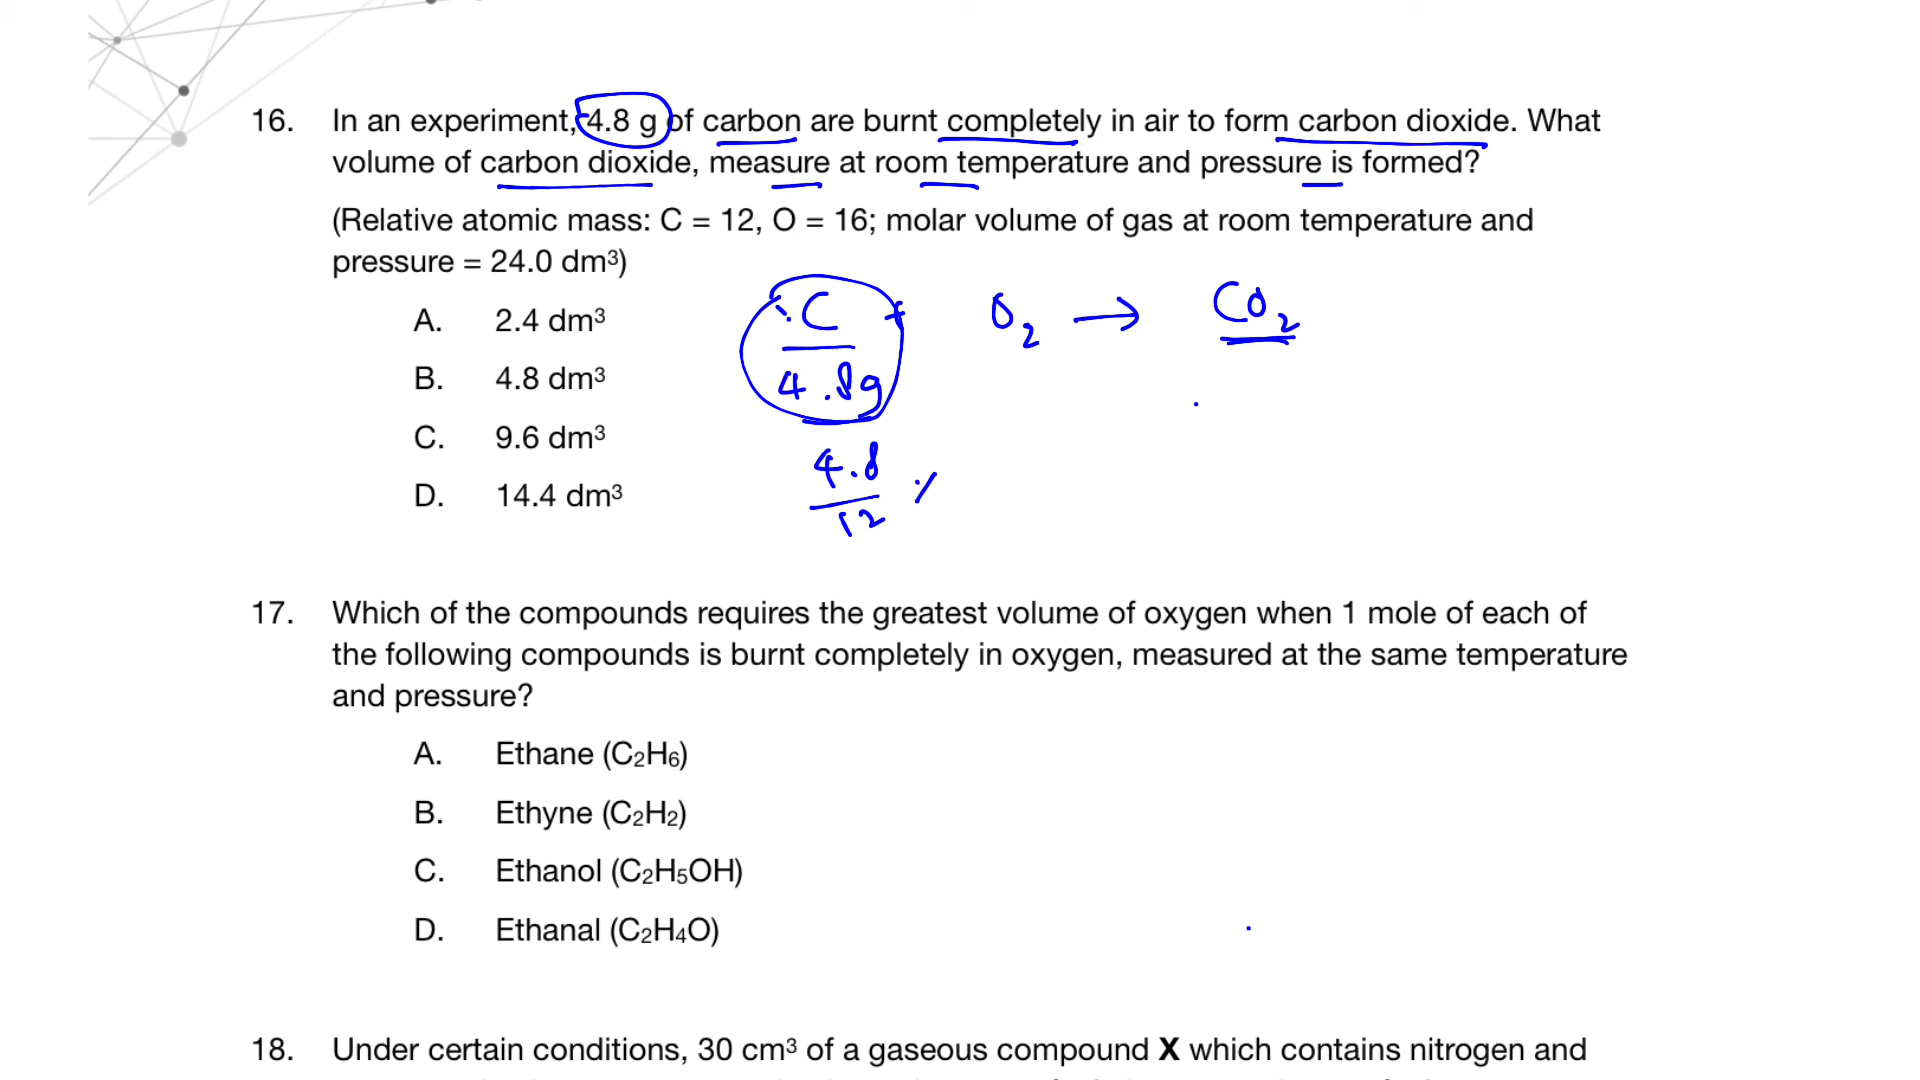 16. In an experiment, 4.8 g of carbon are burnt completely in air to form carbon dioxide. What
volume of carbon dioxide, measure at room temperature and pressure is formed?
(Relative atomic mass: C = 12, O = 16; molar volume of gas at room temperature and
pressure = 24.0 dm³)
A. 2.4 dm³
B. 4.8 dm³
C. 9.6 dm³
D. 14.4 dm³
C + O₂ → CO₂
4.8g
4.8
12
17. Which of the compounds requires the greatest volume of oxygen when 1 mole of each of
the following compounds is burnt completely in oxygen, measured at the same temperature
and pressure?
A. Ethane (C₂H₆)
B. Ethyne (C₂H₂)
C. Ethanol (C₂H₅OH)
D. Ethanal (C₂H₄O)
18. Under certain conditions, 30 cm³ of a gaseous compound X which contains nitrogen and